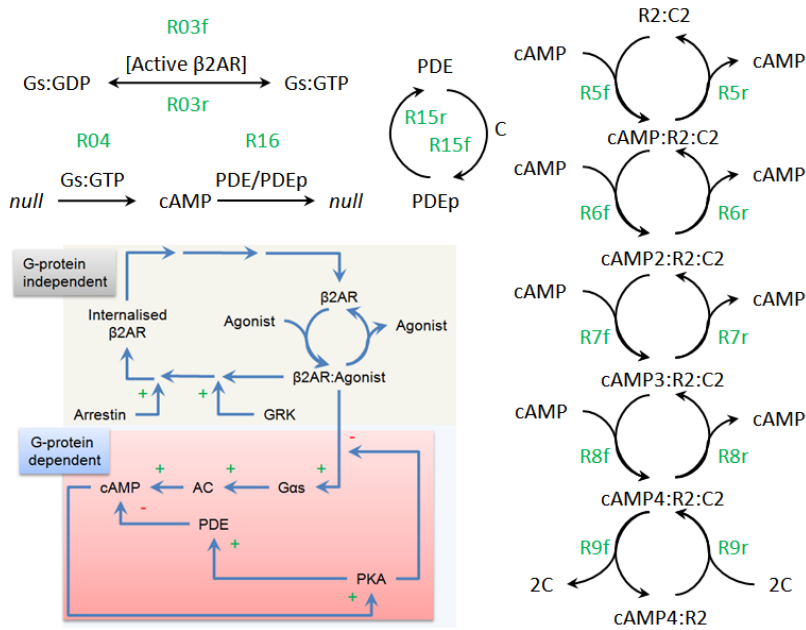 R03f
[Active β2AR]
Gs:GDP
Gs:GTP
R03r
R04
R16
Gs:GTP
PDE/PDEp
null
cAMP
null
PDE
R15r
R15f
C
PDEp
R2:C2
cAMP
cAMP
R5f
R5r
cAMP:R2:C2
cAMP
cAMP
R6f
R6r
cAMP2:R2:C2
cAMP
cAMP
R7f
R7r
cAMP3:R2:C2
cAMP
cAMP
R8f
R8r
cAMP4:R2:C2
R9f
R9r
2C
2C
cAMP4:R2
G-protein
independent
β2AR
Internalised
β2AR
Agonist
Agonist
β2AR:Agonist
+
+
Arrestin
GRK
G-protein
dependent
-
+
+
+
cAMP
AC
Gαs
-
PDE
+
PKA
+